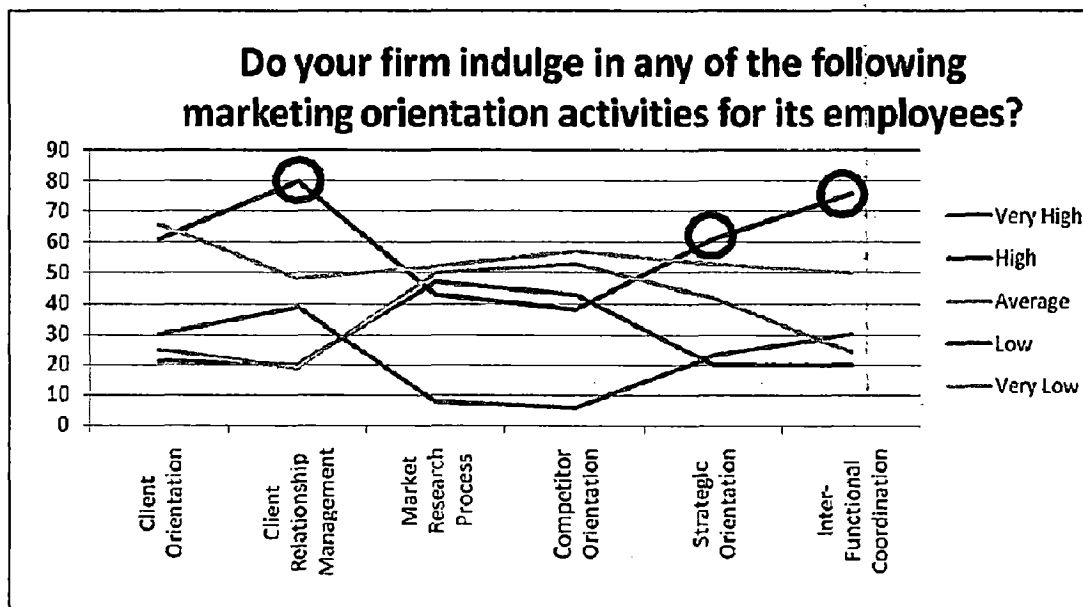 Do your firm indulge in any of the following
marketing orientation activities for its employees?
90
80
70
60
50
40
30
20
10
0
Very High
High
Average
Low
Very Low
Client
Orientation
Client
Relationship
Management
Market
Research
Process
Competitor
Orientation
Strategic
Orientation
Inter-
Functional
Coordination